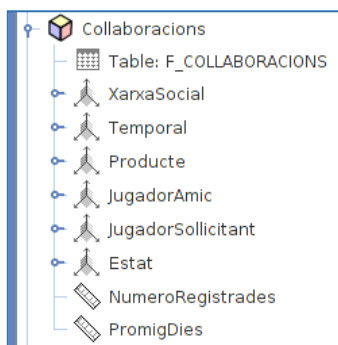 Collaboracions
Table: F_COLLABORACIONS
XarxaSocial
Temporal
Producte
JugadorAmic
JugadorSollicitant
Estat
NumeroRegistrades
PromigDies